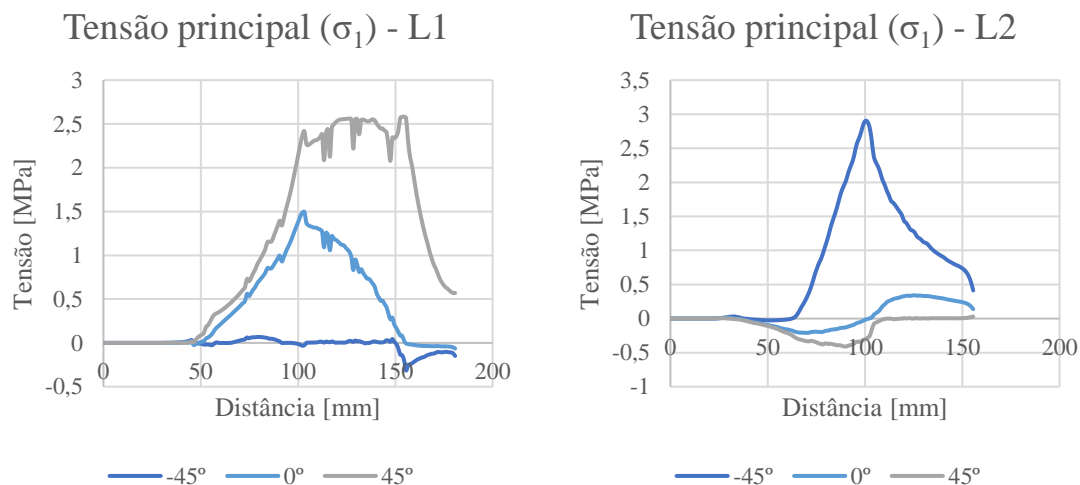 Tensão principal (σ1) - L1
3
2,5
2
1,5
1
0,5
0
-0,5
0 50 100 150 200
Tensão [MPa]
Distância [mm]
-45º 0º 45º
Tensão principal (σ1) - L2
3,5
3
2,5
2
1,5
1
0,5
0
-0,5
-1
0 50 100 150 200
Tensão [MPa]
Distância [mm]
-45º 0º 45º